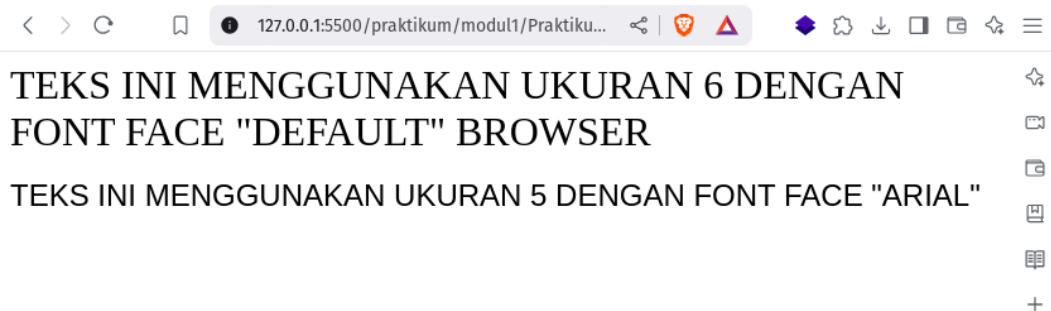 127.0.0.1:5500/praktikum/modul1/Praktiku...
TEKS INI MENGGUNAKAN UKURAN 6 DENGAN
FONT FACE "DEFAULT" BROWSER
TEKS INI MENGGUNAKAN UKURAN 5 DENGAN FONT FACE "ARIAL"